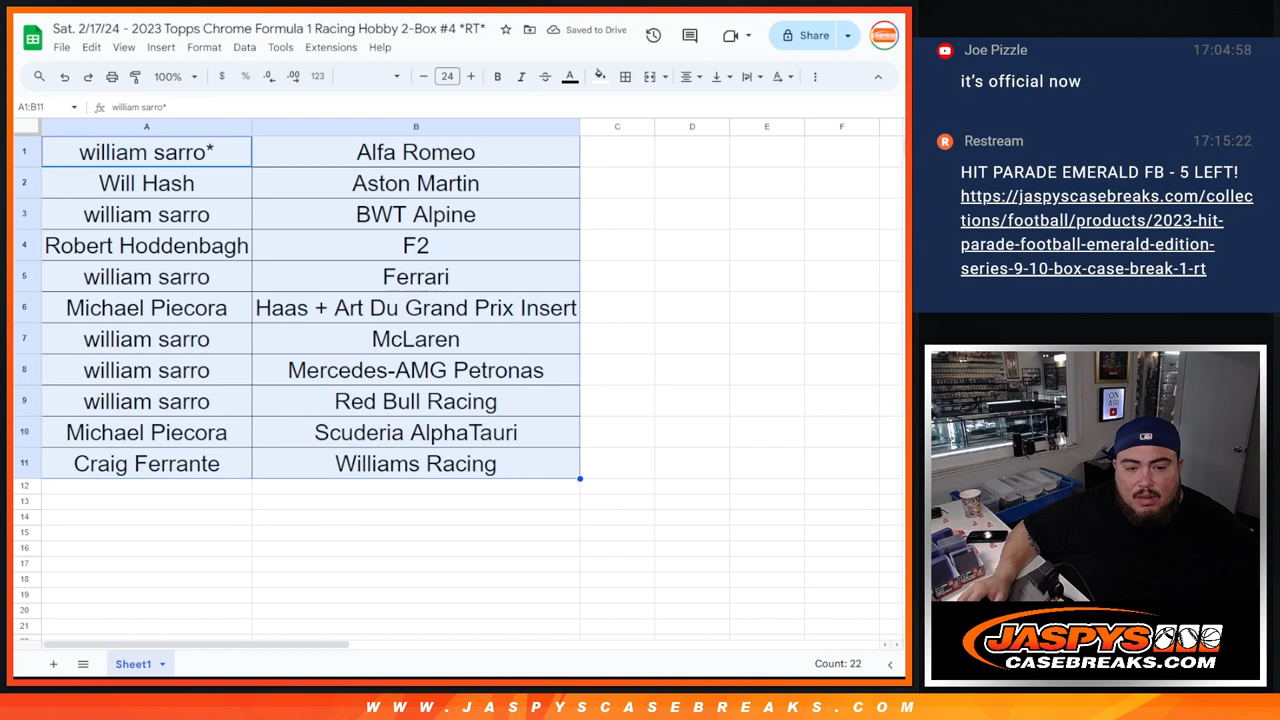 Sat. 2/17/24 - 2023 Topps Chrome Formula 1 Racing Hobby 2-Box #4 *RT*
Saved to Drive
Share
File Edit View Insert Format Data Tools Extensions Help
100% $ % .0 .00 123 − 24 + B I S A
A1:B11 fx william sarro*
A B C D E F
1 william sarro* Alfa Romeo
2 Will Hash Aston Martin
3 william sarro BWT Alpine
4 Robert Hoddenbagh F2
5 william sarro Ferrari
6 Michael Piecora Haas + Art Du Grand Prix Insert
7 william sarro McLaren
8 william sarro Mercedes-AMG Petronas
9 william sarro Red Bull Racing
10 Michael Piecora Scuderia AlphaTauri
11 Craig Ferrante Williams Racing
12
13
14
15
16
17
18
19
20
21
+ Sheet1 Count: 22
Joe Pizzle 17:04:58
it’s official now
R Restream 17:15:22
HIT PARADE EMERALD FB - 5 LEFT!
https://jaspyscasebreaks.com/collec
tions/football/products/2023-hit-
parade-football-emerald-edition-
series-9-10-box-case-break-1-rt
ON
AIR
JASPYS
CASEBREAKS.COM
WWW.JASPYSCASEBREAKS.COM